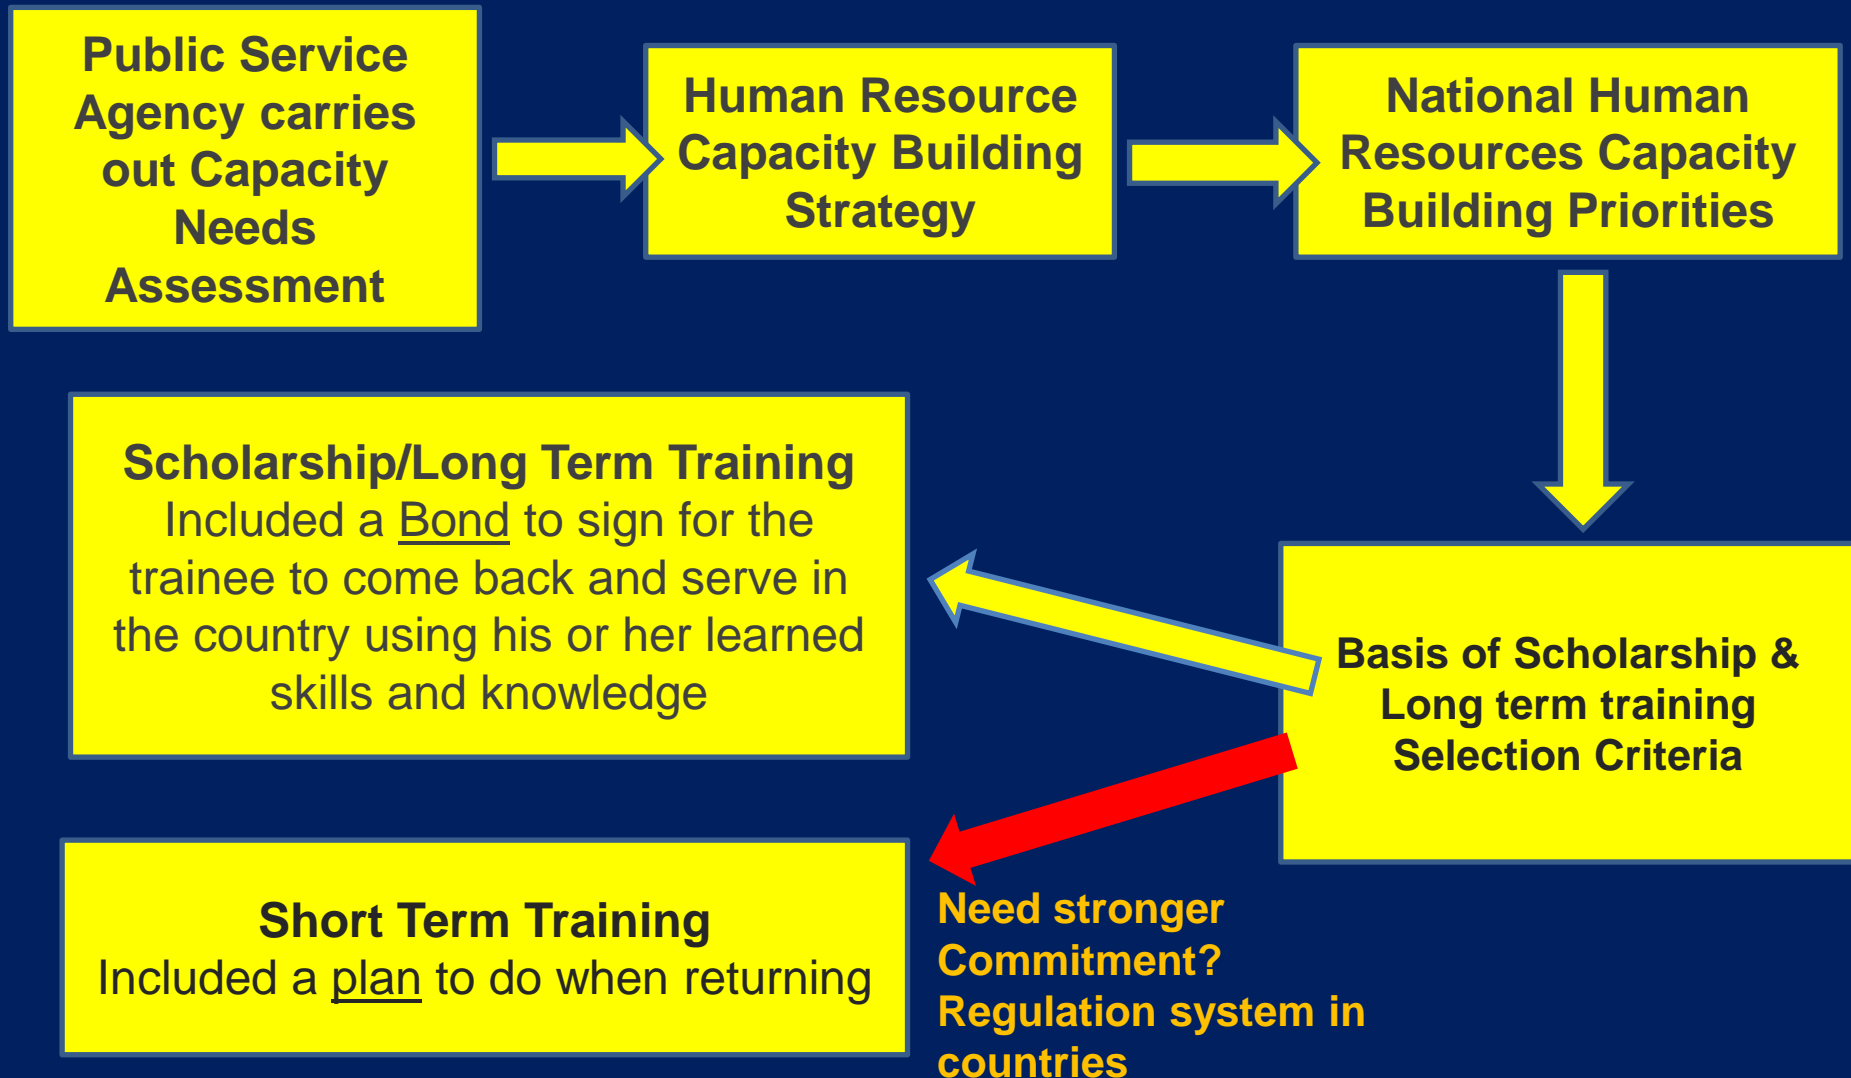 Public Service
Agency carries
out Capacity
Needs
Assessment
Human Resource
Capacity Building
Strategy
National Human
Resources Capacity
Building Priorities
Scholarship/Long Term Training
Included a Bond to sign for the
trainee to come back and serve in
the country using his or her learned
skills and knowledge
Basis of Scholarship &
Long term training
Selection Criteria
Short Term Training
Included a plan to do when returning
Need stronger
Commitment?
Regulation system in
countries